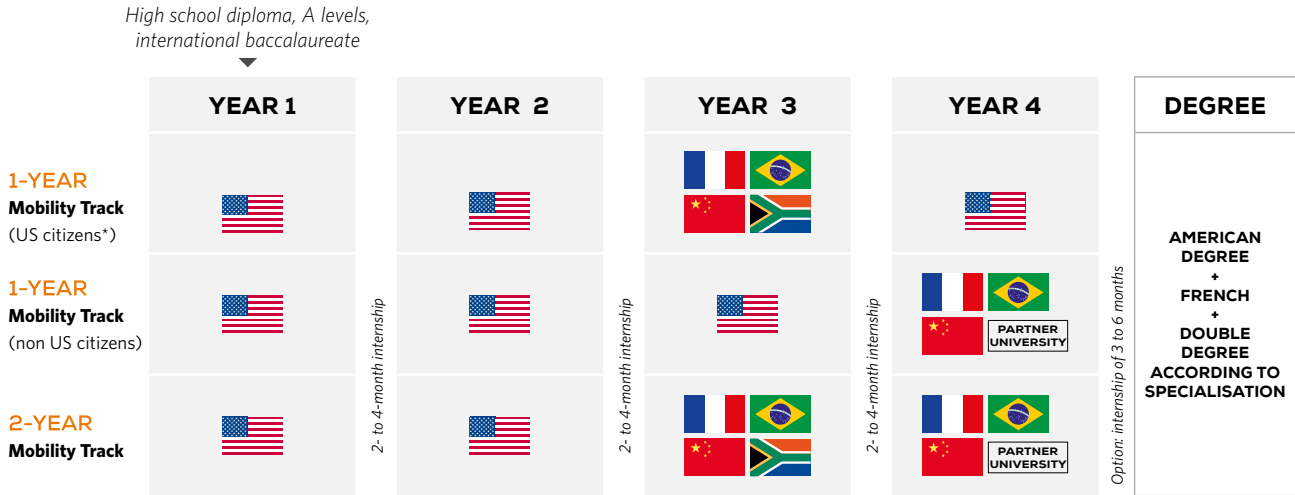 High school diploma, A levels,
international baccalaureate
YEAR 1
YEAR 2
YEAR 3
YEAR 4
DEGREE
1-YEAR
Mobility Track
(US citizens*)
1-YEAR
Mobility Track
(non US citizens)
PARTNER
UNIVERSITY
2-YEAR
Mobility Track
PARTNER
UNIVERSITY
2- to 4-month internship
2- to 4-month internship
2- to 4-month internship
Option: internship of 3 to 6 months
AMERICAN
DEGREE
+
FRENCH
+
DOUBLE
DEGREE
ACCORDING TO
SPECIALISATION